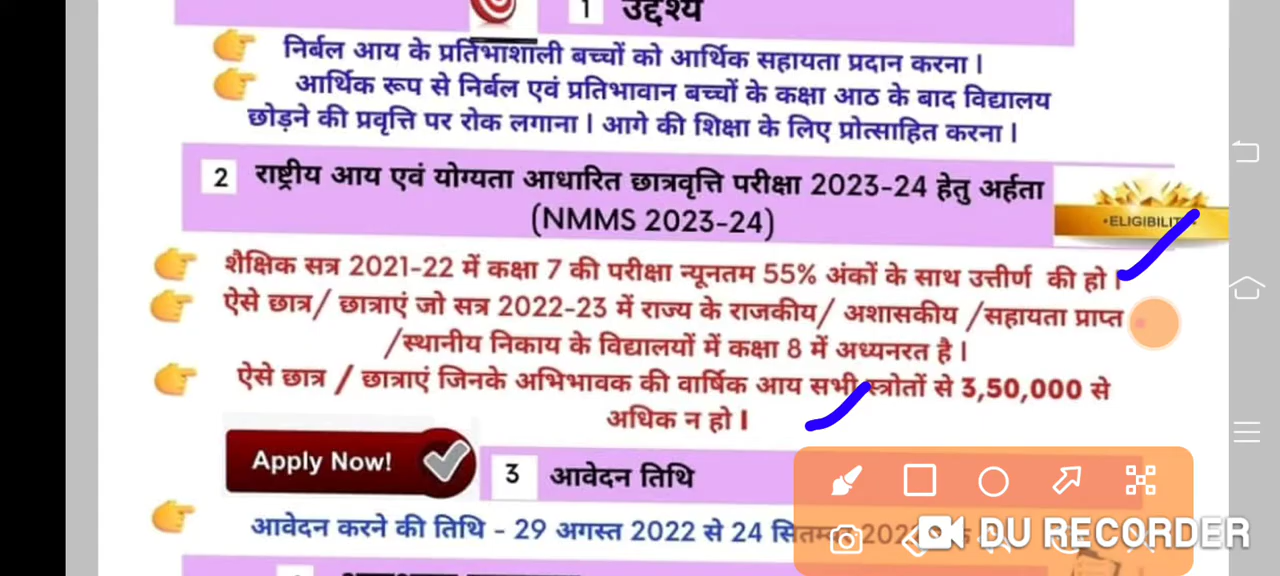 1 उद्देश्य
निर्बल आय के प्रतिभाशाली बच्चों को आर्थिक सहायता प्रदान करना।
आर्थिक रूप से निर्बल एवं प्रतिभावान बच्चों के कक्षा आठ के बाद विद्यालय
छोड़ने की प्रवृत्ति पर रोक लगाना। आगे की शिक्षा के लिए प्रोत्साहित करना।
2 राष्ट्रीय आय एवं योग्यता आधारित छात्रवृत्ति परीक्षा 2023-24 हेतु अर्हता
(NMMS 2023-24)
शैक्षिक सत्र 2021-22 में कक्षा 7 की परीक्षा न्यूनतम 55% अंकों के साथ उत्तीर्ण की हो।
ऐसे छात्र/ छात्राएं जो सत्र 2022-23 में राज्य के राजकीय/ अशासकीय /सहायता प्राप्त
/स्थानीय निकाय के विद्यालयों में कक्षा 8 में अध्यनरत है।
ऐसे छात्र / छात्राएं जिनके अभिभावक की वार्षिक आय सभी स्त्रोतों से 3,50,000 से
अधिक न हो।
Apply Now!
3 आवेदन तिथि
आवेदन करने की तिथि - 29 अगस्त 2022 से 24
DU RECORDER